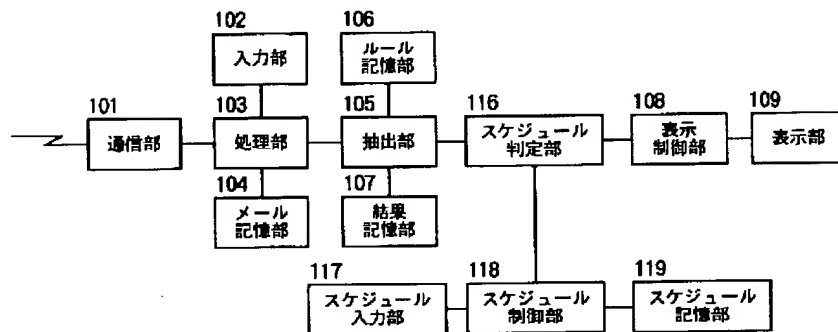 102
入力部
106
ルール
記憶部
101
通信部
103
処理部
105
抽出部
116
スケジュール
判定部
108
表示
制御部
109
表示部
104
メール
記憶部
107
結果
記憶部
117
スケジュール
入力部
118
スケジュール
制御部
119
スケジュール
記憶部